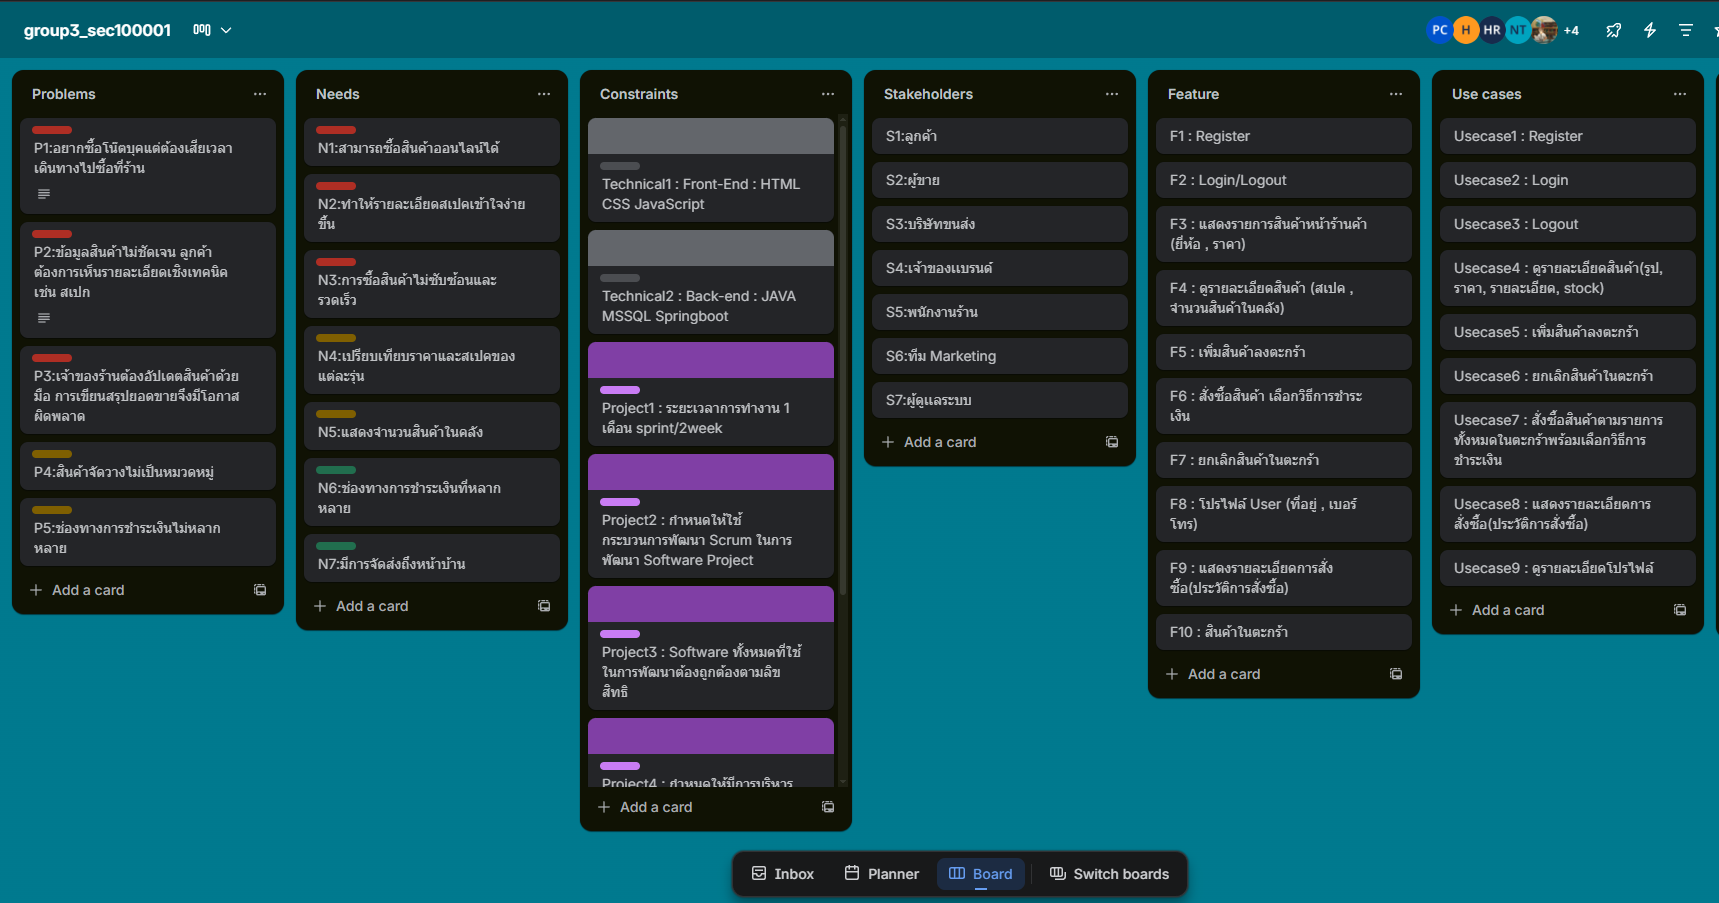 group3_sec100001
PC
H
HR
NT
+4
Problems
P1:อยากซื้อโน๊ตบุคแต่ต้องเสียเวลา
เดินทางไปซื้อที่ร้าน
P2:ข้อมูลสินค้าไม่ชัดเจน ลูกค้า
ต้องการเห็นรายละเอียดเชิงเทคนิค
เช่น สเปก
P3:เจ้าของร้านต้องอัปเดตสินค้าด้วย
มือ การเขียนสรุปยอดขายจึงมีโอกาส
ผิดพลาด
P4:สินค้าจัดวางไม่เป็นหมวดหมู่
P5:ช่องทางการชำระเงินไม่หลาก
หลาย
Add a card
Needs
N1:สามารถซื้อสินค้าออนไลน์ได้
N2:ทำให้รายละเอียดสเปคเข้าใจง่าย
ขึ้น
N3:การซื้อสินค้าไม่ซับซ้อนและ
รวดเร็ว
N4:เปรียบเทียบราคาและสเปคของ
แต่ละรุ่น
N5:แสดงจำนวนสินค้าในคลัง
N6:ช่องทางการชำระเงินที่หลาก
หลาย
N7:มีการจัดส่งถึงหน้าบ้าน
Add a card
Constraints
Technical1 : Front-End : HTML
CSS JavaScript
Technical2 : Back-end : JAVA
MSSQL Springboot
Project1 : ระยะเวลาการทำงาน 1
เดือน sprint/2week
Project2 : กำหนดให้ใช้
กระบวนการพัฒนา Scrum ในการ
พัฒนา Software Project
Project3 : Software ทั้งหมดที่ใช้
ในการพัฒนาต้องถูกต้องตามลิข
สิทธิ
Project4 : กำหนดให้มีการบริหาร
Add a card
Stakeholders
S1:ลูกค้า
S2:ผู้ขาย
S3:บริษัทขนส่ง
S4:เจ้าของแบรนด์
S5:พนักงานร้าน
S6:ทีม Marketing
S7:ผู้ดูแลระบบ
Add a card
Feature
F1 : Register
F2 : Login/Logout
F3 : แสดงรายการสินค้าหน้าร้านค้า
(ยี่ห้อ , ราคา)
F4 : ดูรายละเอียดสินค้า (สเปค ,
จำนวนสินค้าในคลัง)
F5 : เพิ่มสินค้าลงตะกร้า
F6 : สั่งซื้อสินค้า เลือกวิธีการชำระ
เงิน
F7 : ยกเลิกสินค้าในตะกร้า
F8 : โปรไฟล์ User (ที่อยู่ , เบอร์
โทร)
F9 : แสดงรายละเอียดการสั่ง
ซื้อ(ประวัติการสั่งซื้อ)
F10 : สินค้าในตะกร้า
Add a card
Use cases
Usecase1 : Register
Usecase2 : Login
Usecase3 : Logout
Usecase4 : ดูรายละเอียดสินค้า(รูป,
ราคา, รายละเอียด, stock)
Usecase5 : เพิ่มสินค้าลงตะกร้า
Usecase6 : ยกเลิกสินค้าในตะกร้า
Usecase7 : สั่งซื้อสินค้าตามรายการ
ทั้งหมดในตะกร้าพร้อมเลือกวิธีการ
ชำระเงิน
Usecase8 : แสดงรายละเอียดการ
สั่งซื้อ(ประวัติการสั่งซื้อ)
Usecase9 : ดูรายละเอียดโปรไฟล์
Add a card
Inbox
Planner
Board
Switch boards